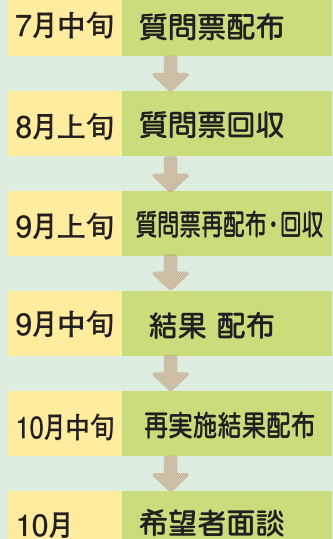 7月中旬 質問票配布
8月上旬 質問票回収
9月上旬 質問票再配布・回収
9月中旬 結果 配布
10月中旬 再実施結果配布
10月 希望者面談